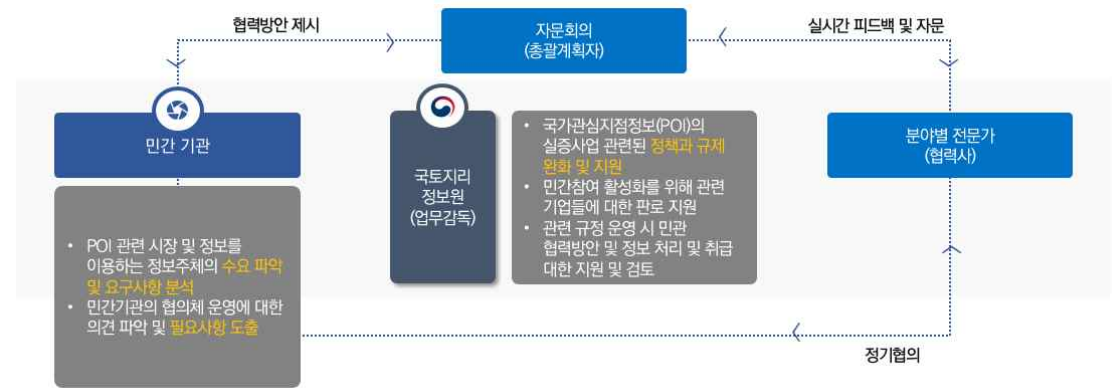 협력방안 제시
자문회의
(총괄계획자)
실시간 피드백 및 자문
민간 기관
국토지리
정보원
(업무감독)
• 국가관심지점정보(POI)의
실증사업 관련된 정책과 규제
완화 및 지원
• 민간참여 활성화를 위해 관련
기업들에 대한 판로 지원
• 관련 규정 운영 시 민관
협력방안 및 정보 처리 및 취급
대한 지원 및 검토
분야별 전문가
(협력사)
• POI 관련 시장 및 정보를
이용하는 정보주체의 수요 파악
및 요구사항 분석
• 민간기관의 협의체 운영에 대한
의견 파악 및 필요사항 도출
정기협의